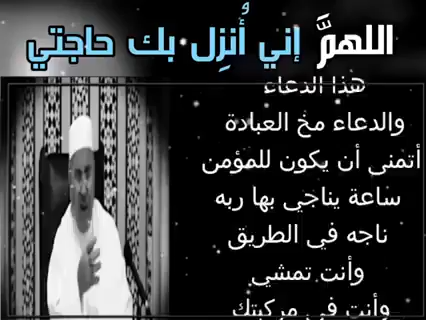 اللهمَّ إني أُنزِل بك حاجتي
هذا الدعاء
والدعاء مخ العبادة
أتمنى أن يكون للمؤمن
ساعة يناجي بها ربه
ناجه في الطريق
وأنت تمشي
وأنت في مركبتك